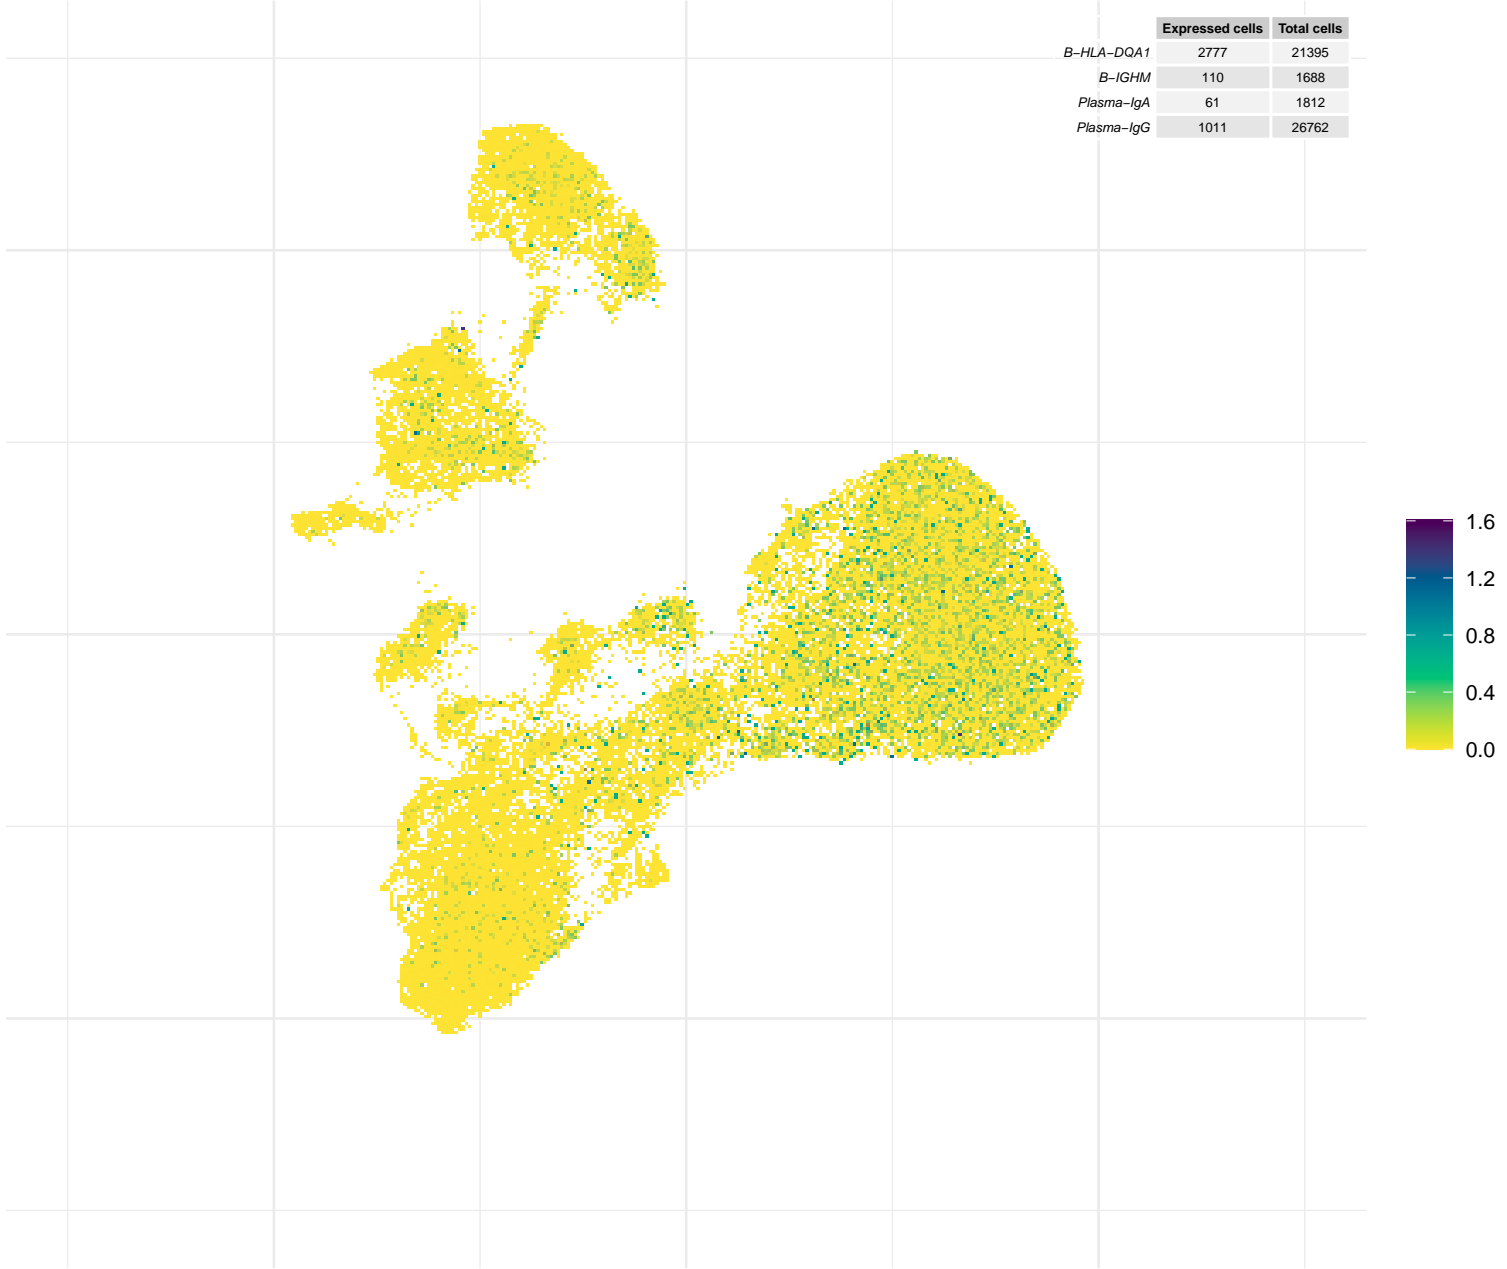 Expressed cells Total cells
B−HLA−DQA1 2777 21395
B−IGHM 110 1688
Plasma−IgA 61 1812
Plasma−IgG 1011 26762
1.6
1.2
0.8
0.4
0.0